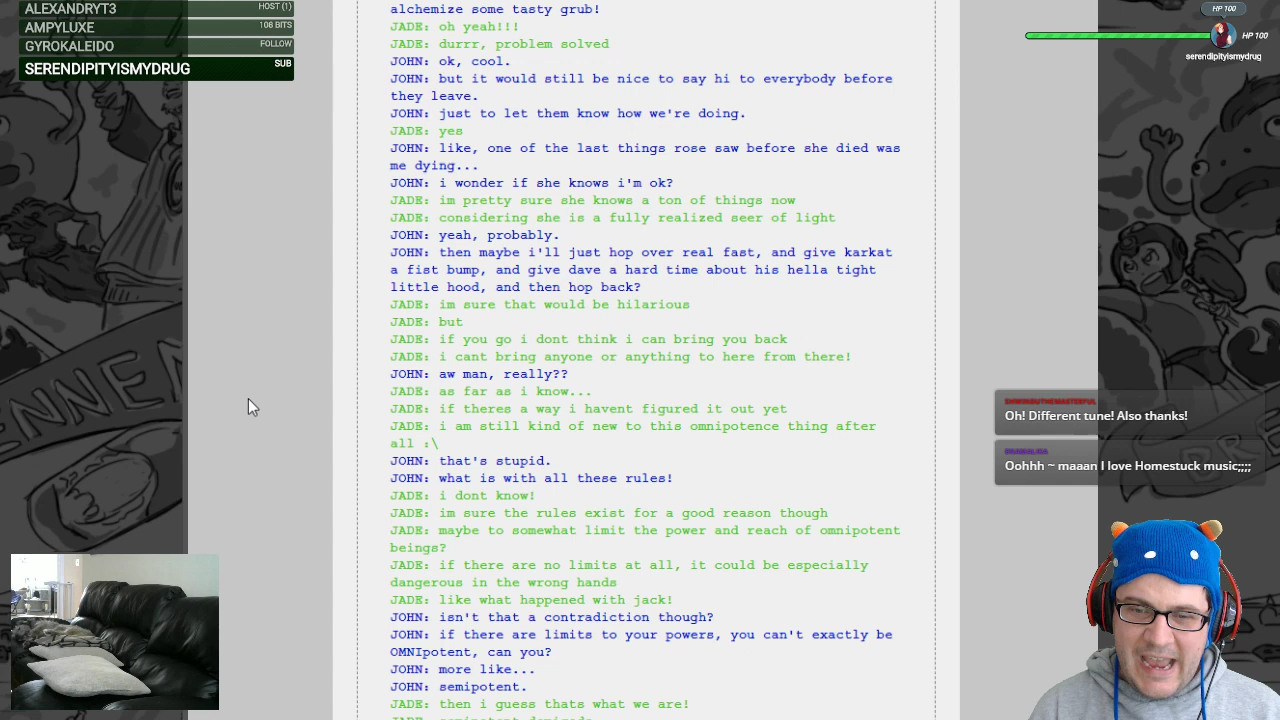 ALEXANDRYT3 HOST (1)
AMPYLUXE 108 BITS
GYROKALEIDO FOLLOW
SERENDIPITYISMYDRUG SUB
HP 100
HP 100
serendipityismydrug
alchemize some tasty grub!
JADE: oh yeah!!!
JADE: durrr, problem solved
JOHN: ok, cool.
JOHN: but it would still be nice to say hi to everybody before
they leave.
JOHN: just to let them know how we're doing.
JADE: yes
JOHN: like, one of the last things rose saw before she died was
me dying...
JOHN: i wonder if she knows i'm ok?
JADE: im pretty sure she knows a ton of things now
JADE: considering she is a fully realized seer of light
JOHN: yeah, probably.
JOHN: then maybe i'll just hop over real fast, and give karkat
a fist bump, and give dave a hard time about his hella tight
little hood, and then hop back?
JADE: im sure that would be hilarious
JADE: but
JADE: if you go i dont think i can bring you back
JADE: i cant bring anyone or anything to here from there!
JOHN: aw man, really??
JADE: as far as i know...
JADE: if theres a way i havent figured it out yet
JADE: i am still kind of new to this omnipotence thing after
all :\
JOHN: that's stupid.
JOHN: what is with all these rules!
JADE: i dont know!
JADE: im sure the rules exist for a good reason though
JADE: maybe to somewhat limit the power and reach of omnipotent
beings?
JADE: if there are no limits at all, it could be especially
dangerous in the wrong hands
JADE: like what happened with jack!
JOHN: isn't that a contradiction though?
JOHN: if there are limits to your powers, you can't exactly be
OMNIpotent, can you?
JOHN: more like...
JOHN: semipotent.
JADE: then i guess thats what we are!
Oh! Different tune! Also thanks!
Oohhh ~ maaan I love Homestuck music;;;;